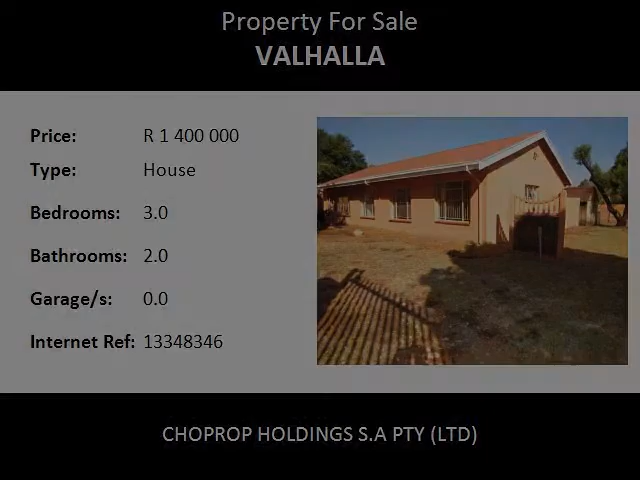 Property For Sale
VALHALLA
Price: R 1 400 000
Type: House
Bedrooms: 3.0
Bathrooms: 2.0
Garage/s: 0.0
Internet Ref: 13348346
CHOPROP HOLDINGS S.A PTY (LTD)